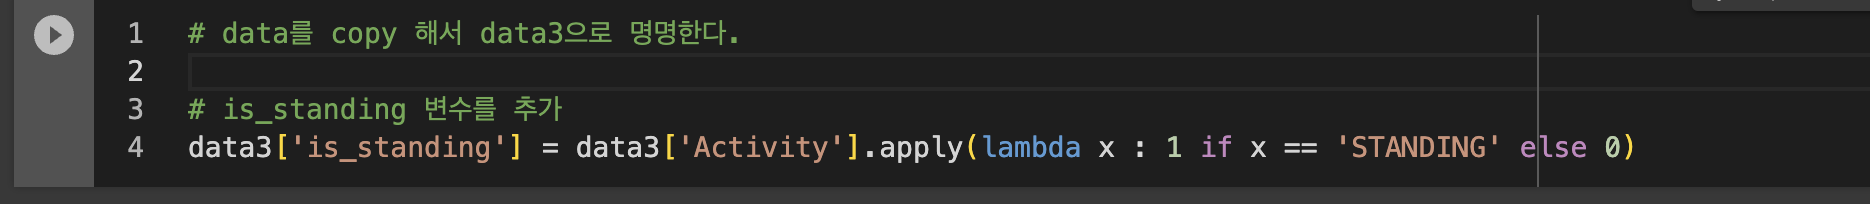 1 # data를 copy 해서 data3으로 명명한다.
2
3 # is_standing 변수를 추가
4 data3['is_standing'] = data3['Activity'].apply(lambda x : 1 if x == 'STANDING' else 0)